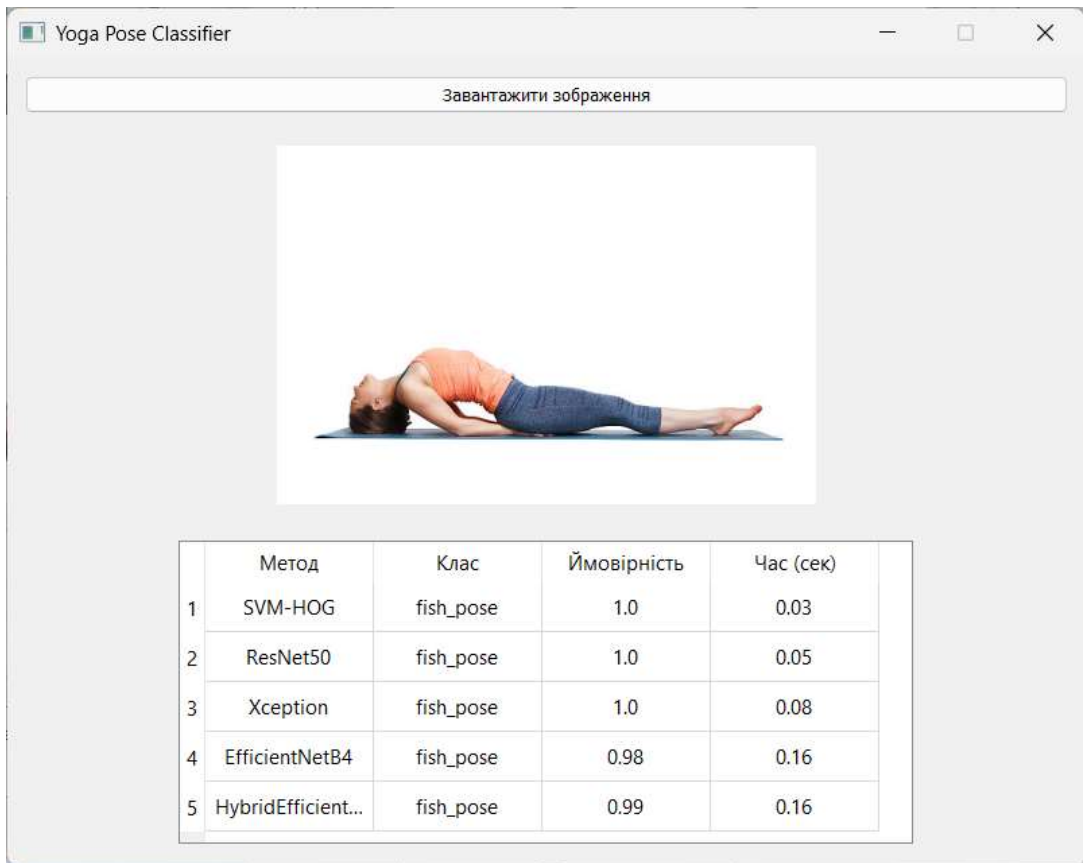 Yoga Pose Classifier
Завантажити зображення
Метод Клас Ймовірність Час (сек)
1 SVM-HOG fish_pose 1.0 0.03
2 ResNet50 fish_pose 1.0 0.05
3 Xception fish_pose 1.0 0.08
4 EfficientNetB4 fish_pose 0.98 0.16
5 HybridEfficient... fish_pose 0.99 0.16